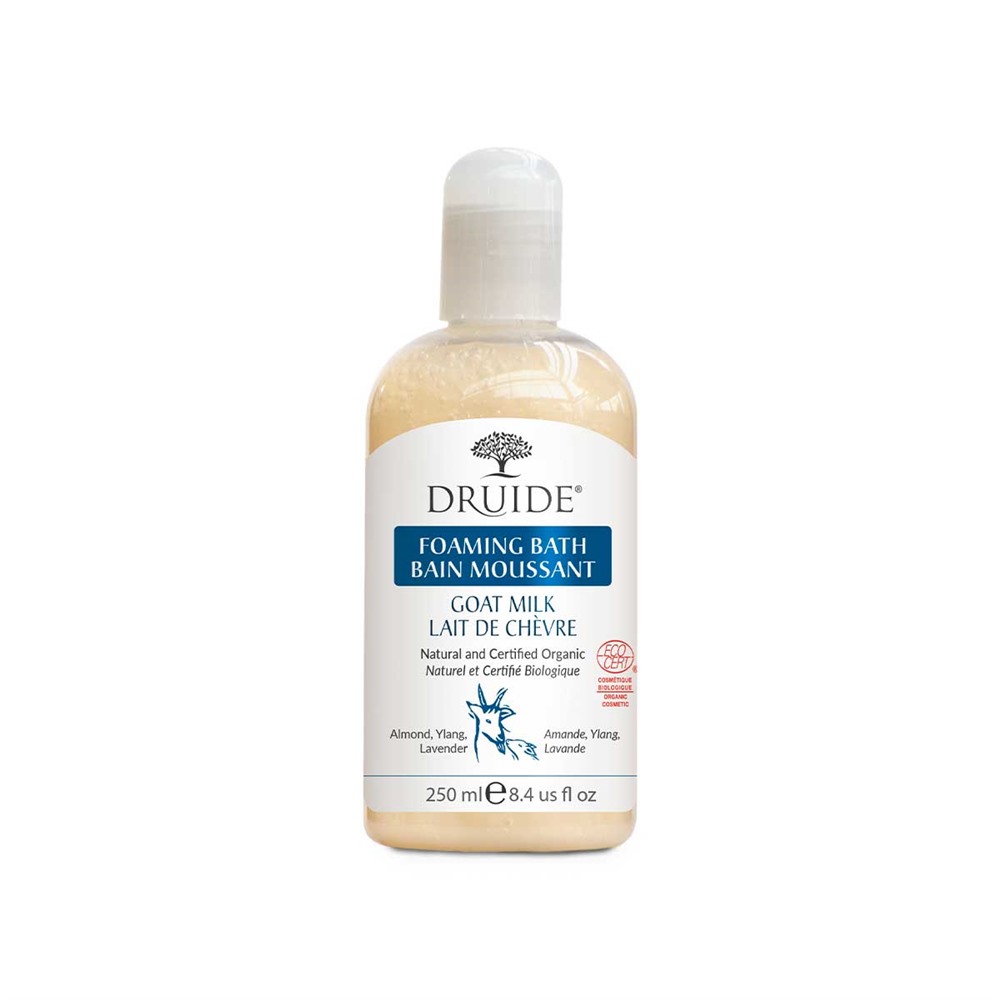 DRUIDE®
FOAMING BATH
BAIN MOUSSANT
GOAT MILK
LAIT DE CHÈVRE
Natural and Certified Organic
Naturel et Certifié Biologique
ECO
CERT®
COSMÉTIQUE
BIOLOGIQUE
ORGANIC
COSMETIC
Almond, Ylang,
Lavender
Amande, Ylang,
Lavande
250 ml e 8.4 us fl oz